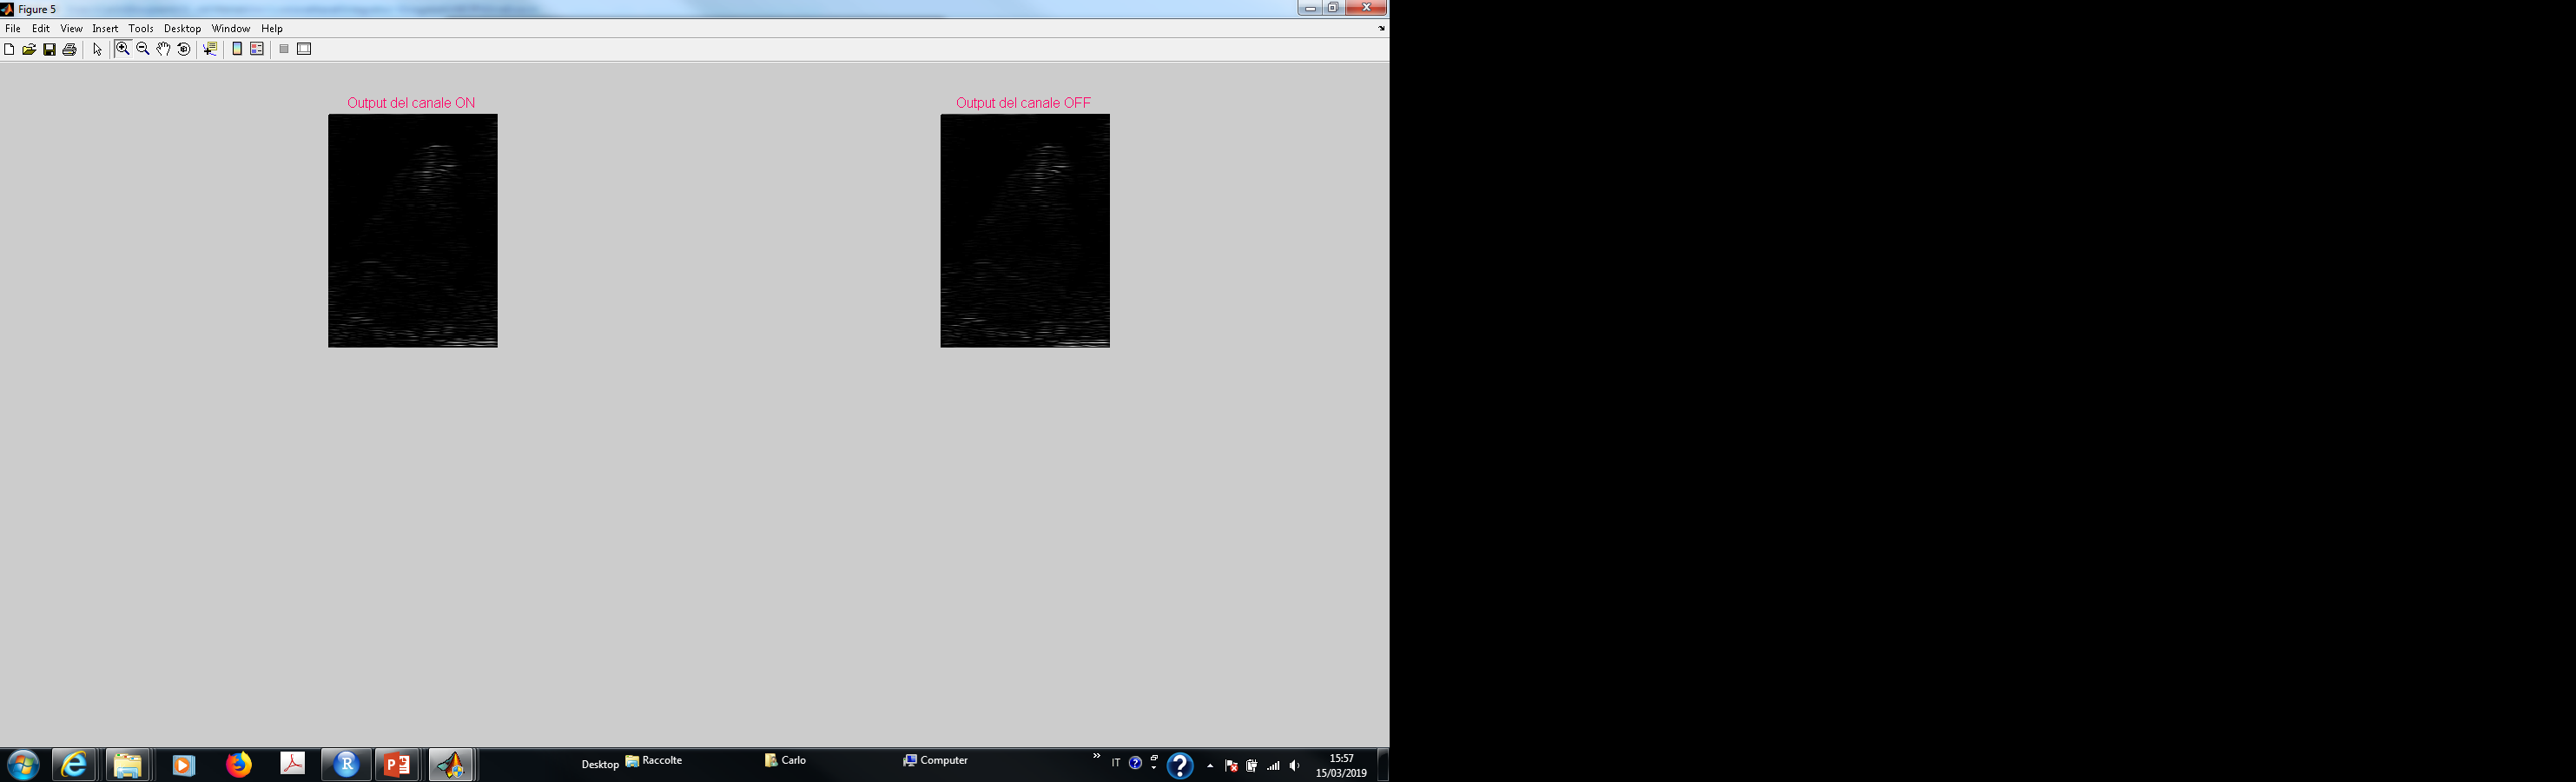 Figure 5
File Edit View Insert Tools Desktop Window Help
Output del canale ON
Output del canale OFF
Desktop Raccolte Carlo Computer » IT 15:57
15/03/2019